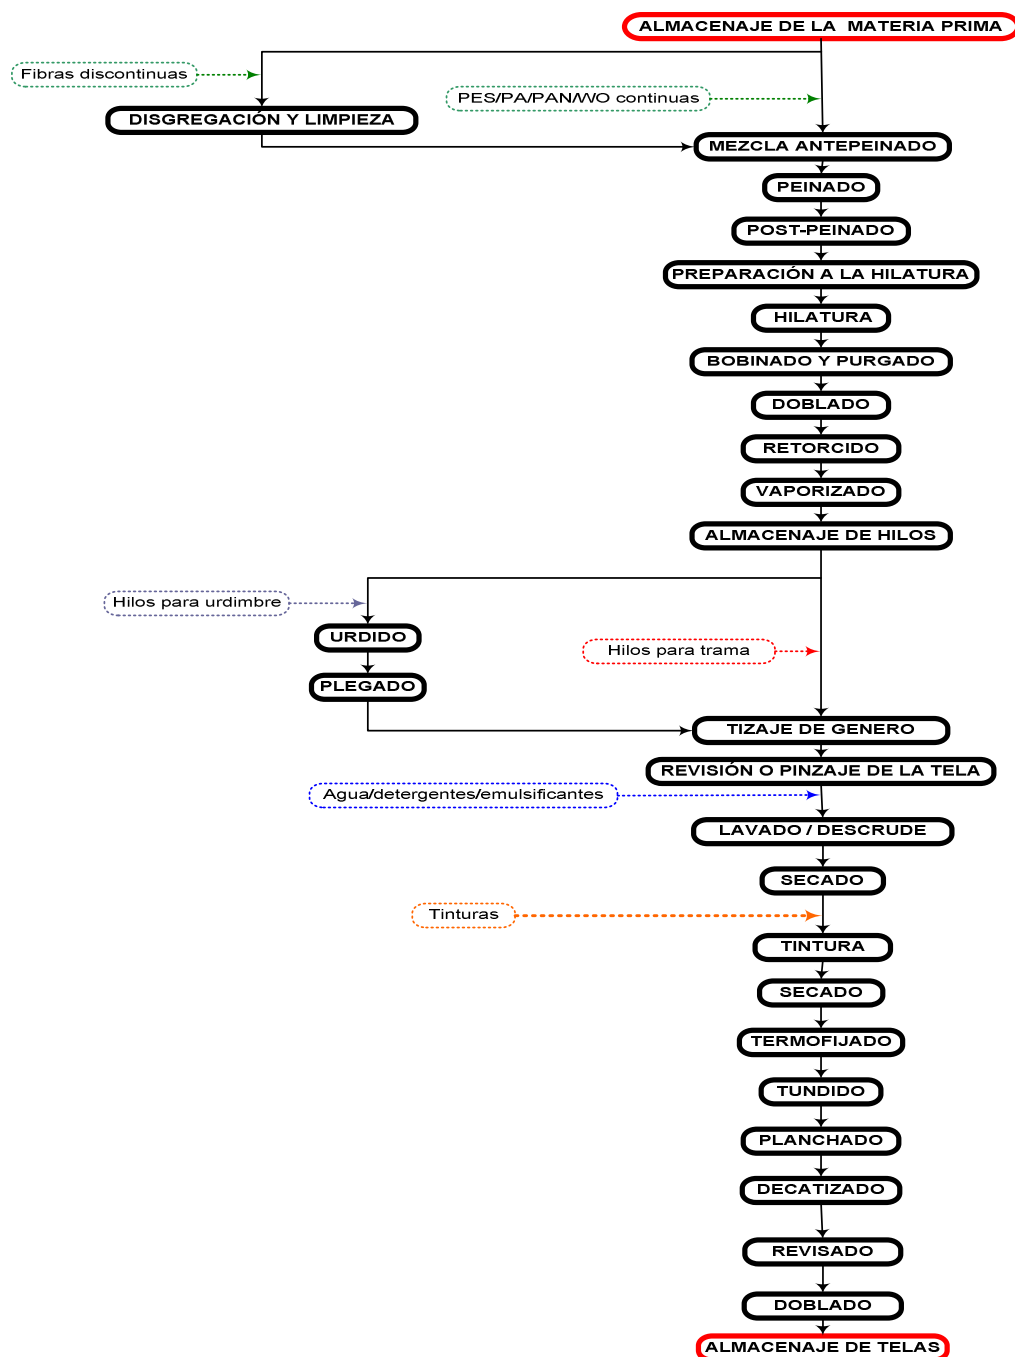 ALMACENAJE DE LA MATERIA PRIMA
Fibras discontinuas
PES/PA/PAN/WO continuas
DISGREGACIÓN Y LIMPIEZA
MEZCLA ANTEPEINADO
PEINADO
POST-PEINADO
PREPARACIÓN A LA HILATURA
HILATURA
BOBINADO Y PURGADO
DOBLADO
RETORCIDO
VAPORIZADO
ALMACENAJE DE HILOS
Hilos para urdimbre
URDIDO
Hilos para trama
PLEGADO
TIZAJE DE GENERO
REVISIÓN O PINZAJE DE LA TELA
Agua/detergentes/emulsificantes
LAVADO / DESCRUDE
SECADO
Tinturas
TINTURA
SECADO
TERMOFIJADO
TUNDIDO
PLANCHADO
DECATIZADO
REVISADO
DOBLADO
ALMACENAJE DE TELAS